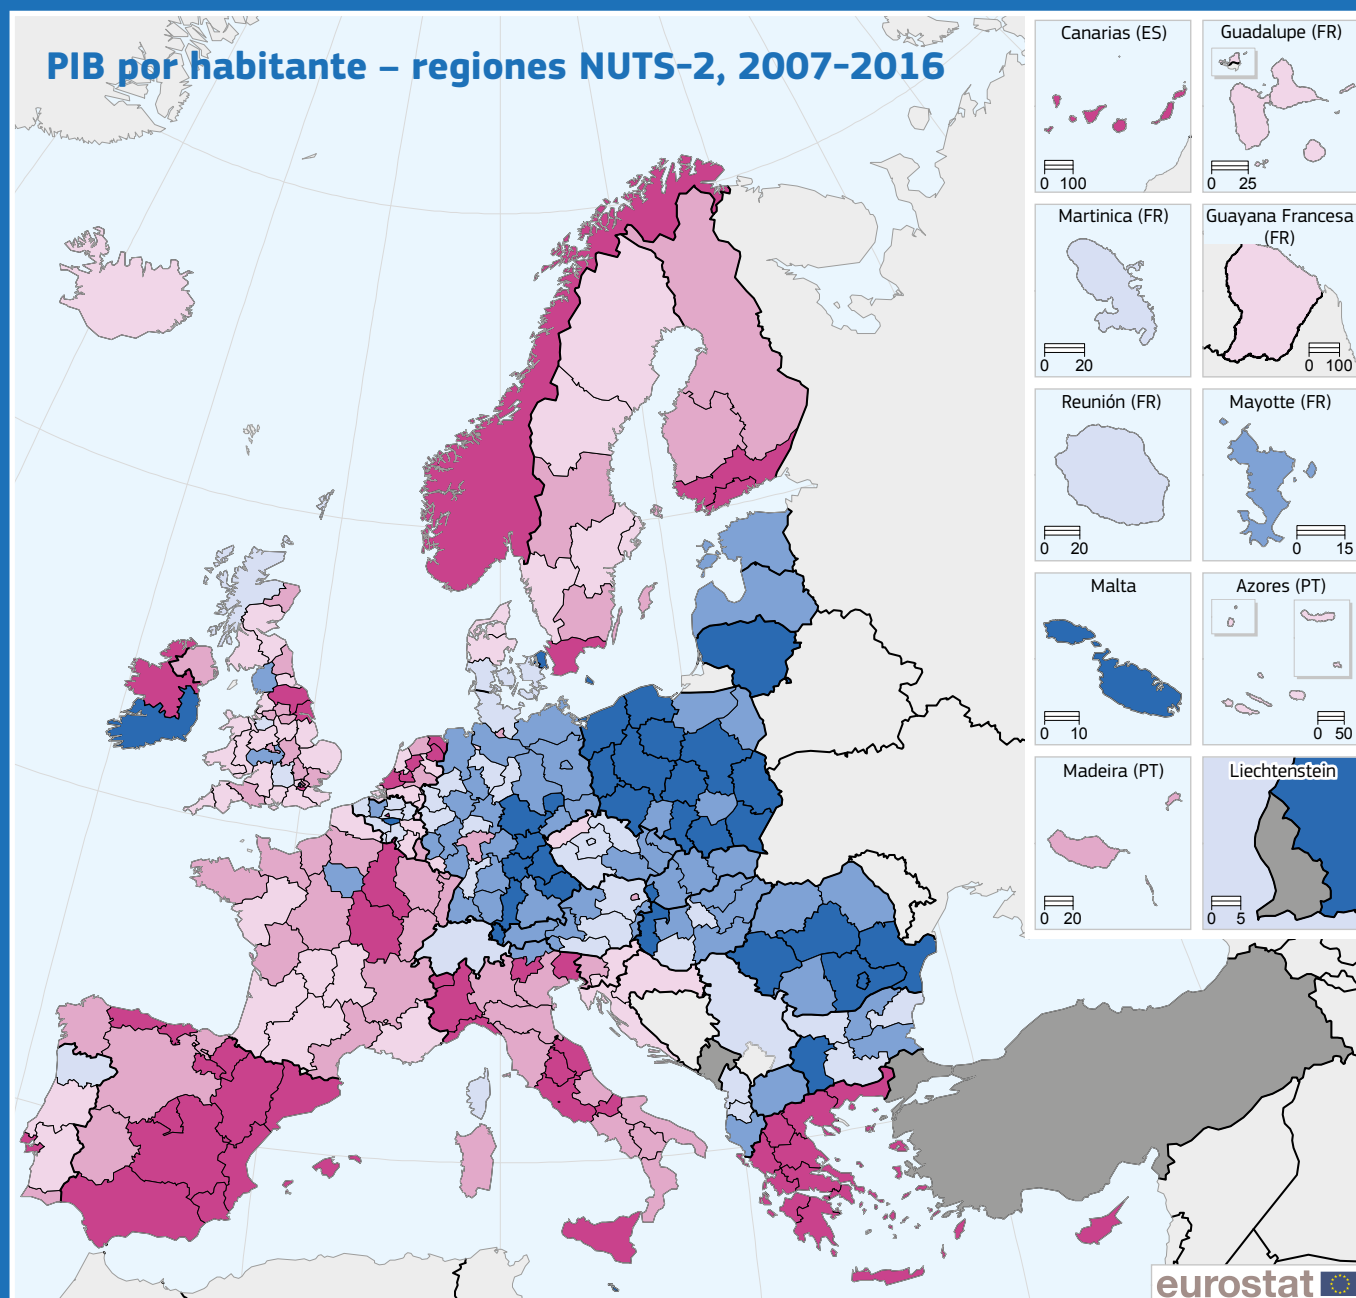 PIB por habitante – regiones NUTS-2, 2007-2016
Canarias (ES)
0 100
Guadalupe (FR)
0 25
Martinica (FR)
0 20
Guayana Francesa
(FR)
0 100
Reunión (FR)
0 20
Mayotte (FR)
0 15
Malta
0 10
Azores (PT)
0 50
Madeira (PT)
0 20
Liechtenstein
0 5
eurostat